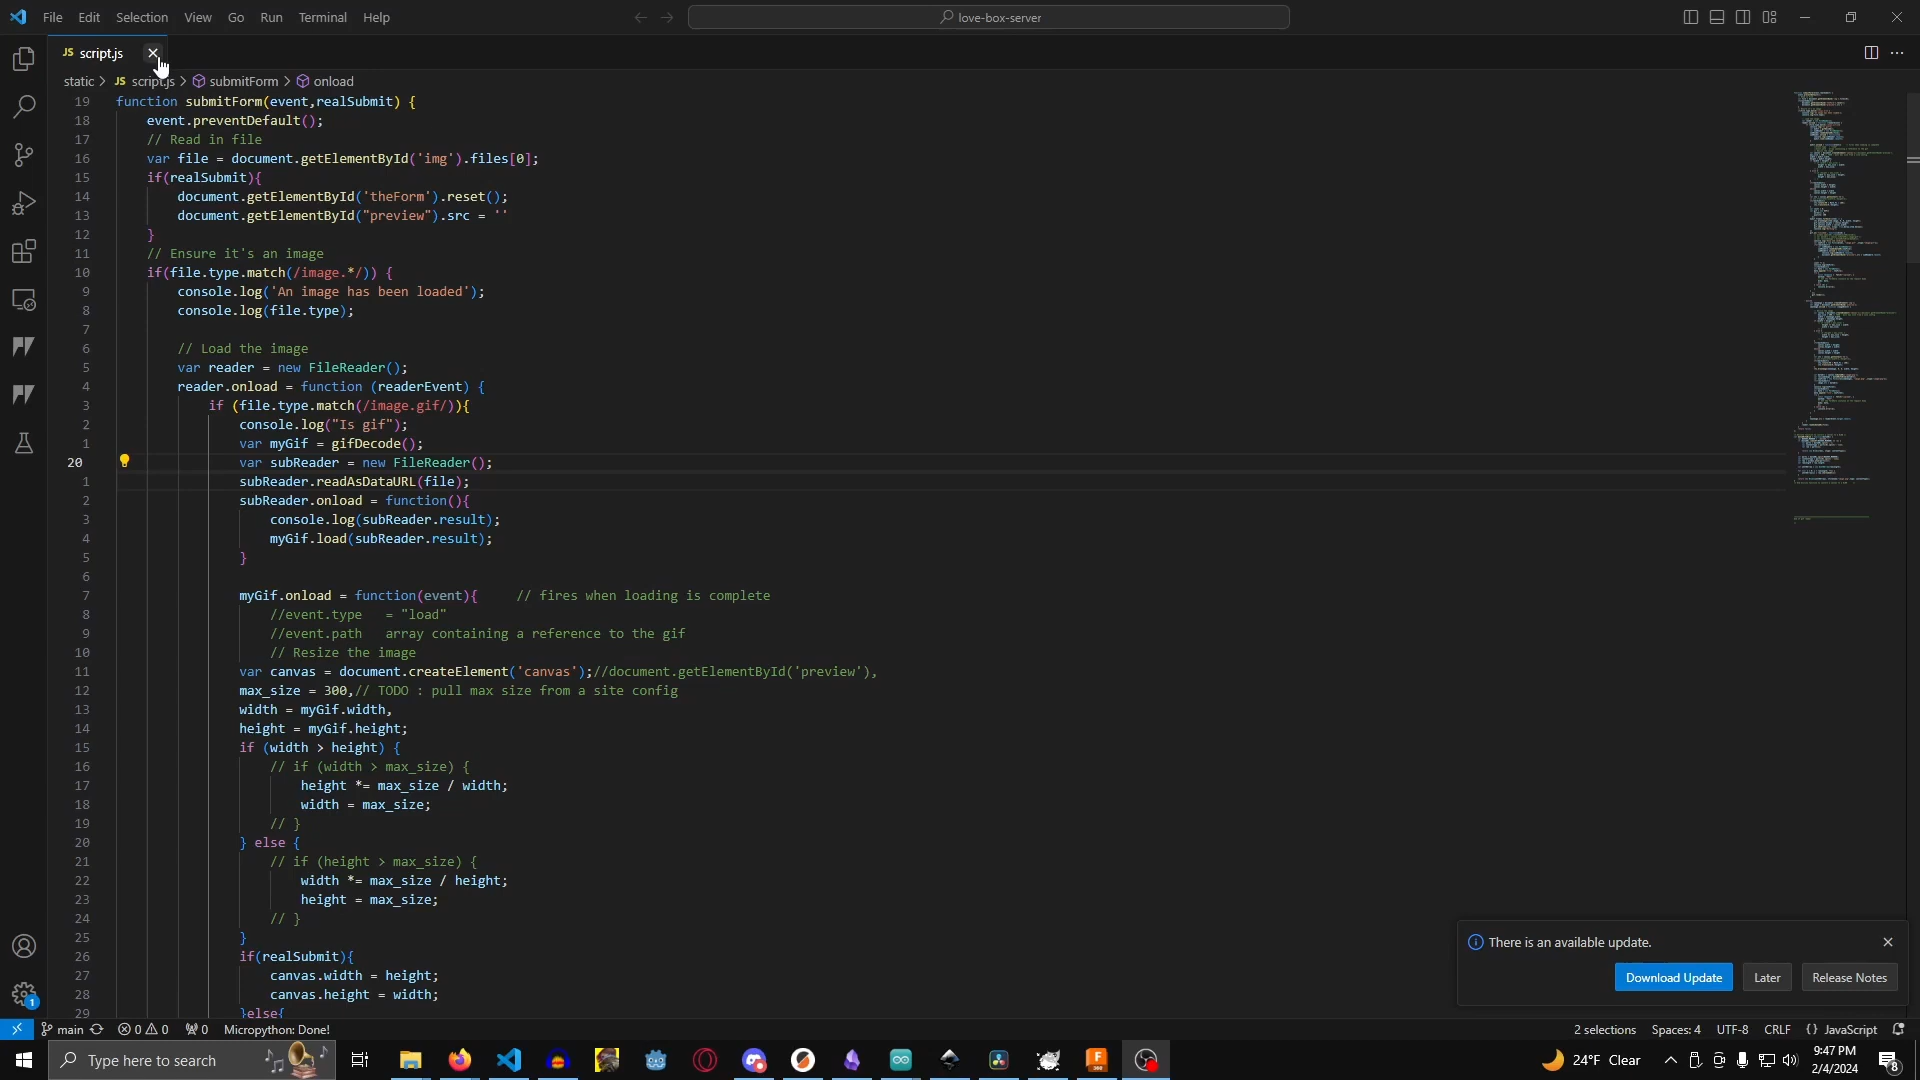 File Edit Selection View Go Run Terminal Help love-box-server
JS script.js
static > JS script.js > submitForm > onload
19 function submitForm(event,realSubmit) {
18 event.preventDefault();
17 // Read in file
16 var file = document.getElementById('img').files[0];
15 if(realSubmit){
14 document.getElementById('theForm').reset();
13 document.getElementById("preview").src = ''
12 }
11 // Ensure it's an image
10 if(file.type.match(/image.*/)) {
9 console.log('An image has been loaded');
8 console.log(file.type);
7
6 // Load the image
5 var reader = new FileReader();
4 reader.onload = function (readerEvent) {
3 if (file.type.match(/image.gif/)){
2 console.log("Is gif");
1 var myGif = gifDecode();
20 var subReader = new FileReader();
1 subReader.readAsDataURL(file);
2 subReader.onload = function(){
3 console.log(subReader.result);
4 myGif.load(subReader.result);
5 }
6
7 myGif.onload = function(event){ // fires when loading is complete
8 //event.type = "load"
9 //event.path array containing a reference to the gif
10 // Resize the image
11 var canvas = document.createElement('canvas');//document.getElementById('preview'),
12 max_size = 300,// TODO : pull max size from a site config
13 width = myGif.width,
14 height = myGif.height;
15 if (width > height) {
16 // if (width > max_size) {
17 height *= max_size / width;
18 width = max_size;
19 // }
20 } else {
21 // if (height > max_size) {
22 width *= max_size / height;
23 height = max_size;
24 // }
25 }
26 if(realSubmit){
27 canvas.width = height;
28 canvas.height = width;
29 }else{
There is an available update.
Download Update Later Release Notes
1
main 0 0 0 Micropython: Done! 2 selections Spaces: 4 UTF-8 CRLF {} JavaScript
Type here to search 24°F Clear 9:47 PM
2/4/2024
8